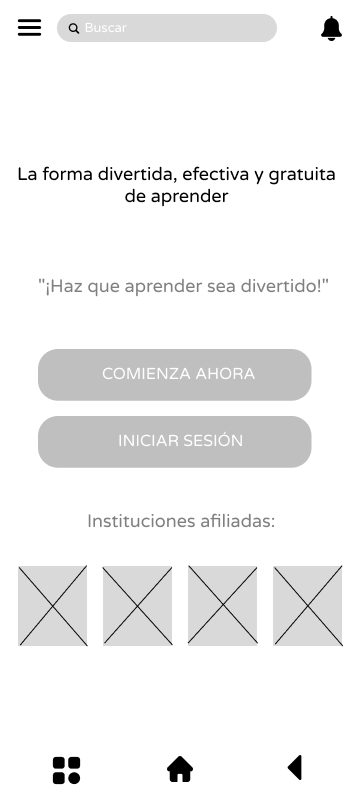 Buscar
La forma divertida, efectiva y gratuita
de aprender
"¡Haz que aprender sea divertido!"
COMIENZA AHORA
INICIAR SESIÓN
Instituciones afiliadas: